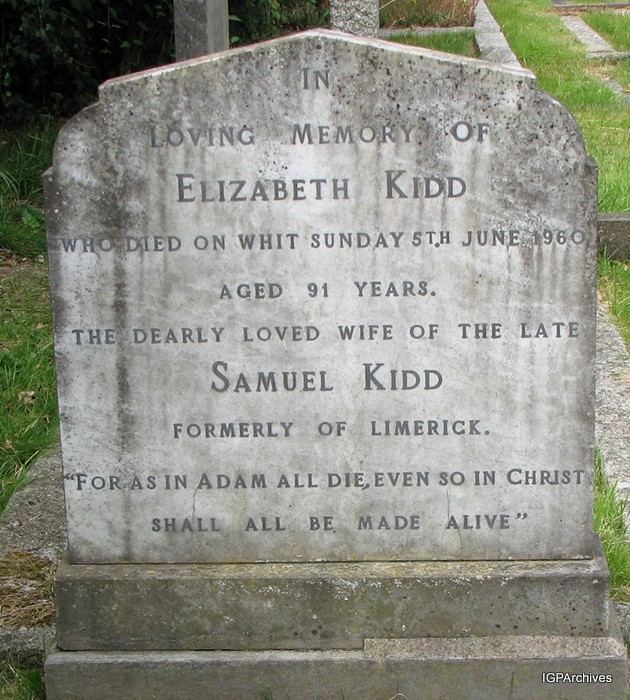 IN
LOVING MEMORY OF
ELIZABETH KIDD
WHO DIED ON WHIT SUNDAY 5TH JUNE 1960
AGED 91 YEARS.
THE DEARLY LOVED WIFE OF THE LATE
SAMUEL KIDD
FORMERLY OF LIMERICK.
"FOR AS IN ADAM ALL DIE, EVEN SO IN CHRIST
SHALL ALL BE MADE ALIVE"
IGPArchives